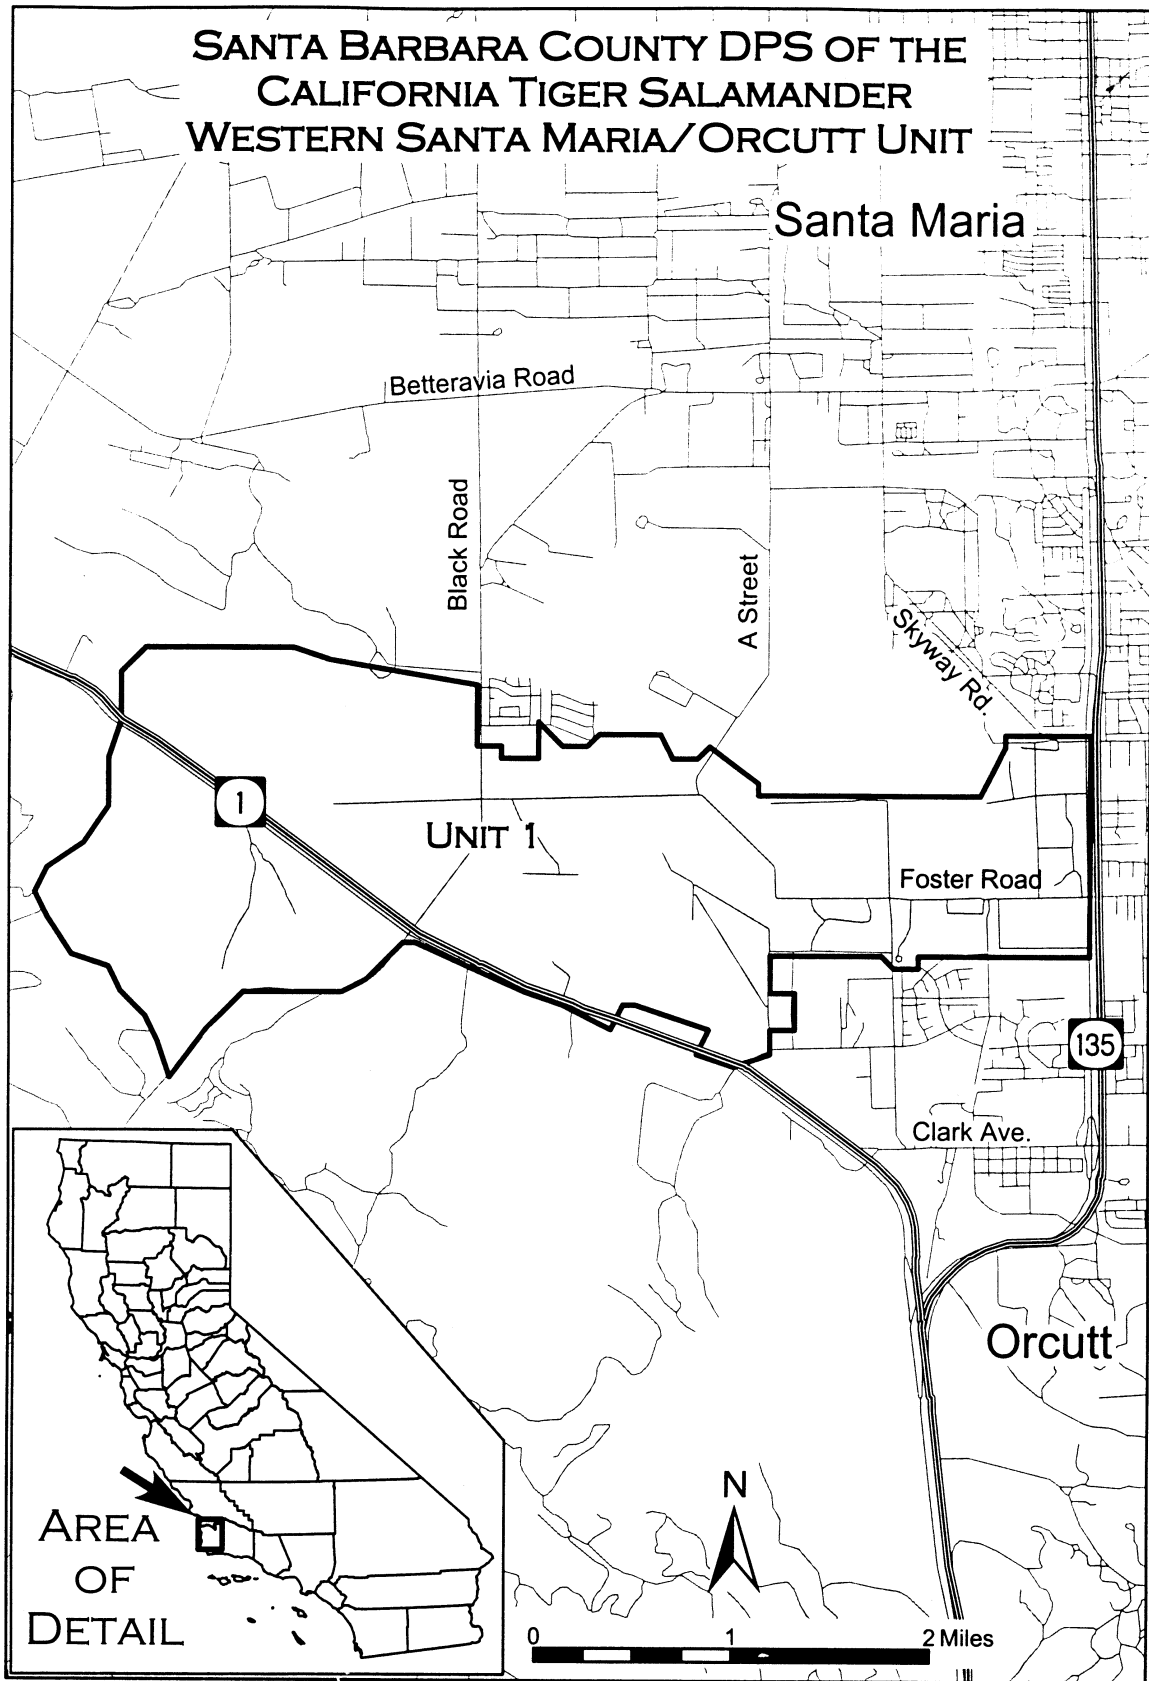 SANTA BARBARA COUNTY DPS OF THE
CALIFORNIA TIGER SALAMANDER
WESTERN SANTA MARIA/ORCUTT UNIT
Santa Maria
Betteravia Road
Black Road
A Street
Skyway Rd.
1
UNIT 1
Foster Road
135
Clark Ave.
Orcutt
N
AREA
OF
DETAIL
0 1 2 Miles